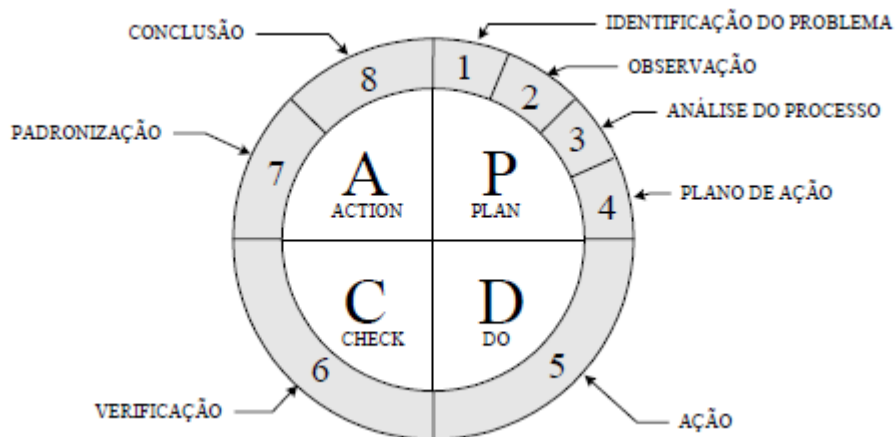 IDENTIFICAÇÃO DO PROBLEMA
CONCLUSÃO
OBSERVAÇÃO
8
1
2
ANÁLISE DO PROCESSO
PADRONIZAÇÃO
3
7
A
ACTION
P
PLAN
PLANO DE AÇÃO
4
C
CHECK
D
DO
6
5
VERIFICAÇÃO
AÇÃO